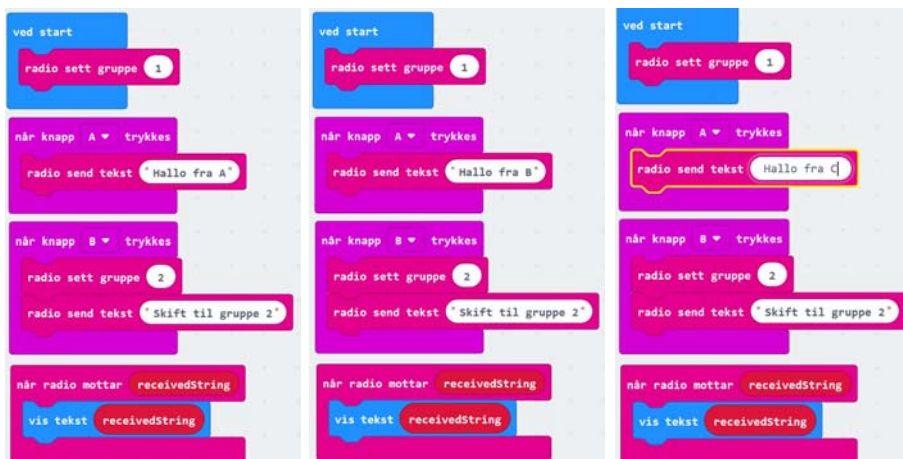 ved start
radio sett gruppe 1
når knapp A trykkes
radio send tekst "Hallo fra A"
når knapp B trykkes
radio sett gruppe 2
radio send tekst "Skift til gruppe 2"
når radio mottar receivedString
vis tekst receivedString
ved start
radio sett gruppe 1
når knapp A trykkes
radio send tekst "Hallo fra B"
når knapp B trykkes
radio sett gruppe 2
radio send tekst "Skift til gruppe 2"
når radio mottar receivedString
vis tekst receivedString
ved start
radio sett gruppe 1
når knapp A trykkes
radio send tekst Hallo fra C
når knapp B trykkes
radio sett gruppe 2
radio send tekst "Skift til gruppe 2"
når radio mottar receivedString
vis tekst receivedString